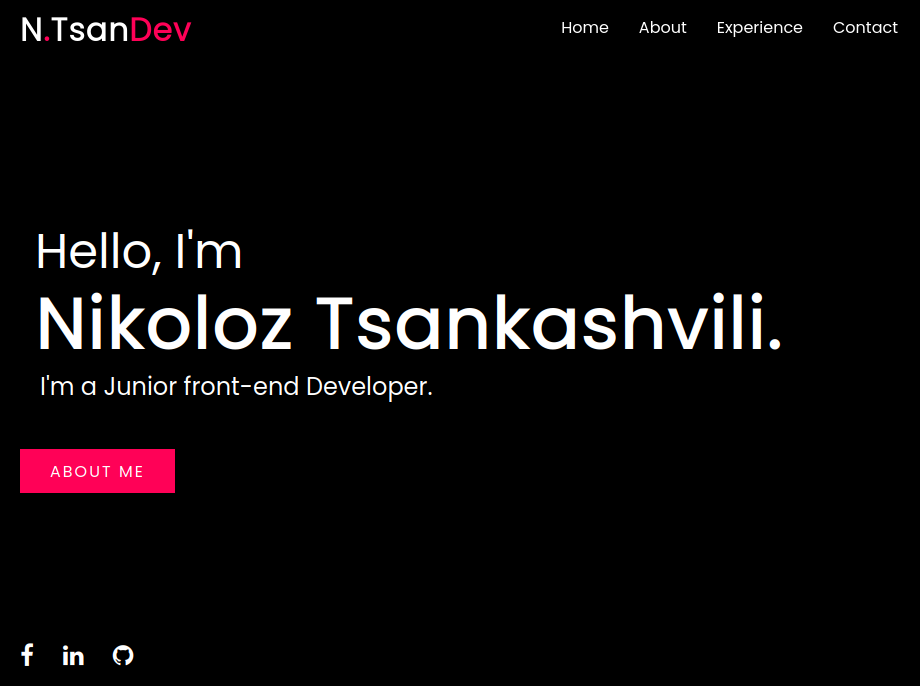 N.TsanDev
Home About Experience Contact
Hello, I'm
Nikoloz Tsankashvili.
I'm a Junior front-end Developer.
ABOUT ME